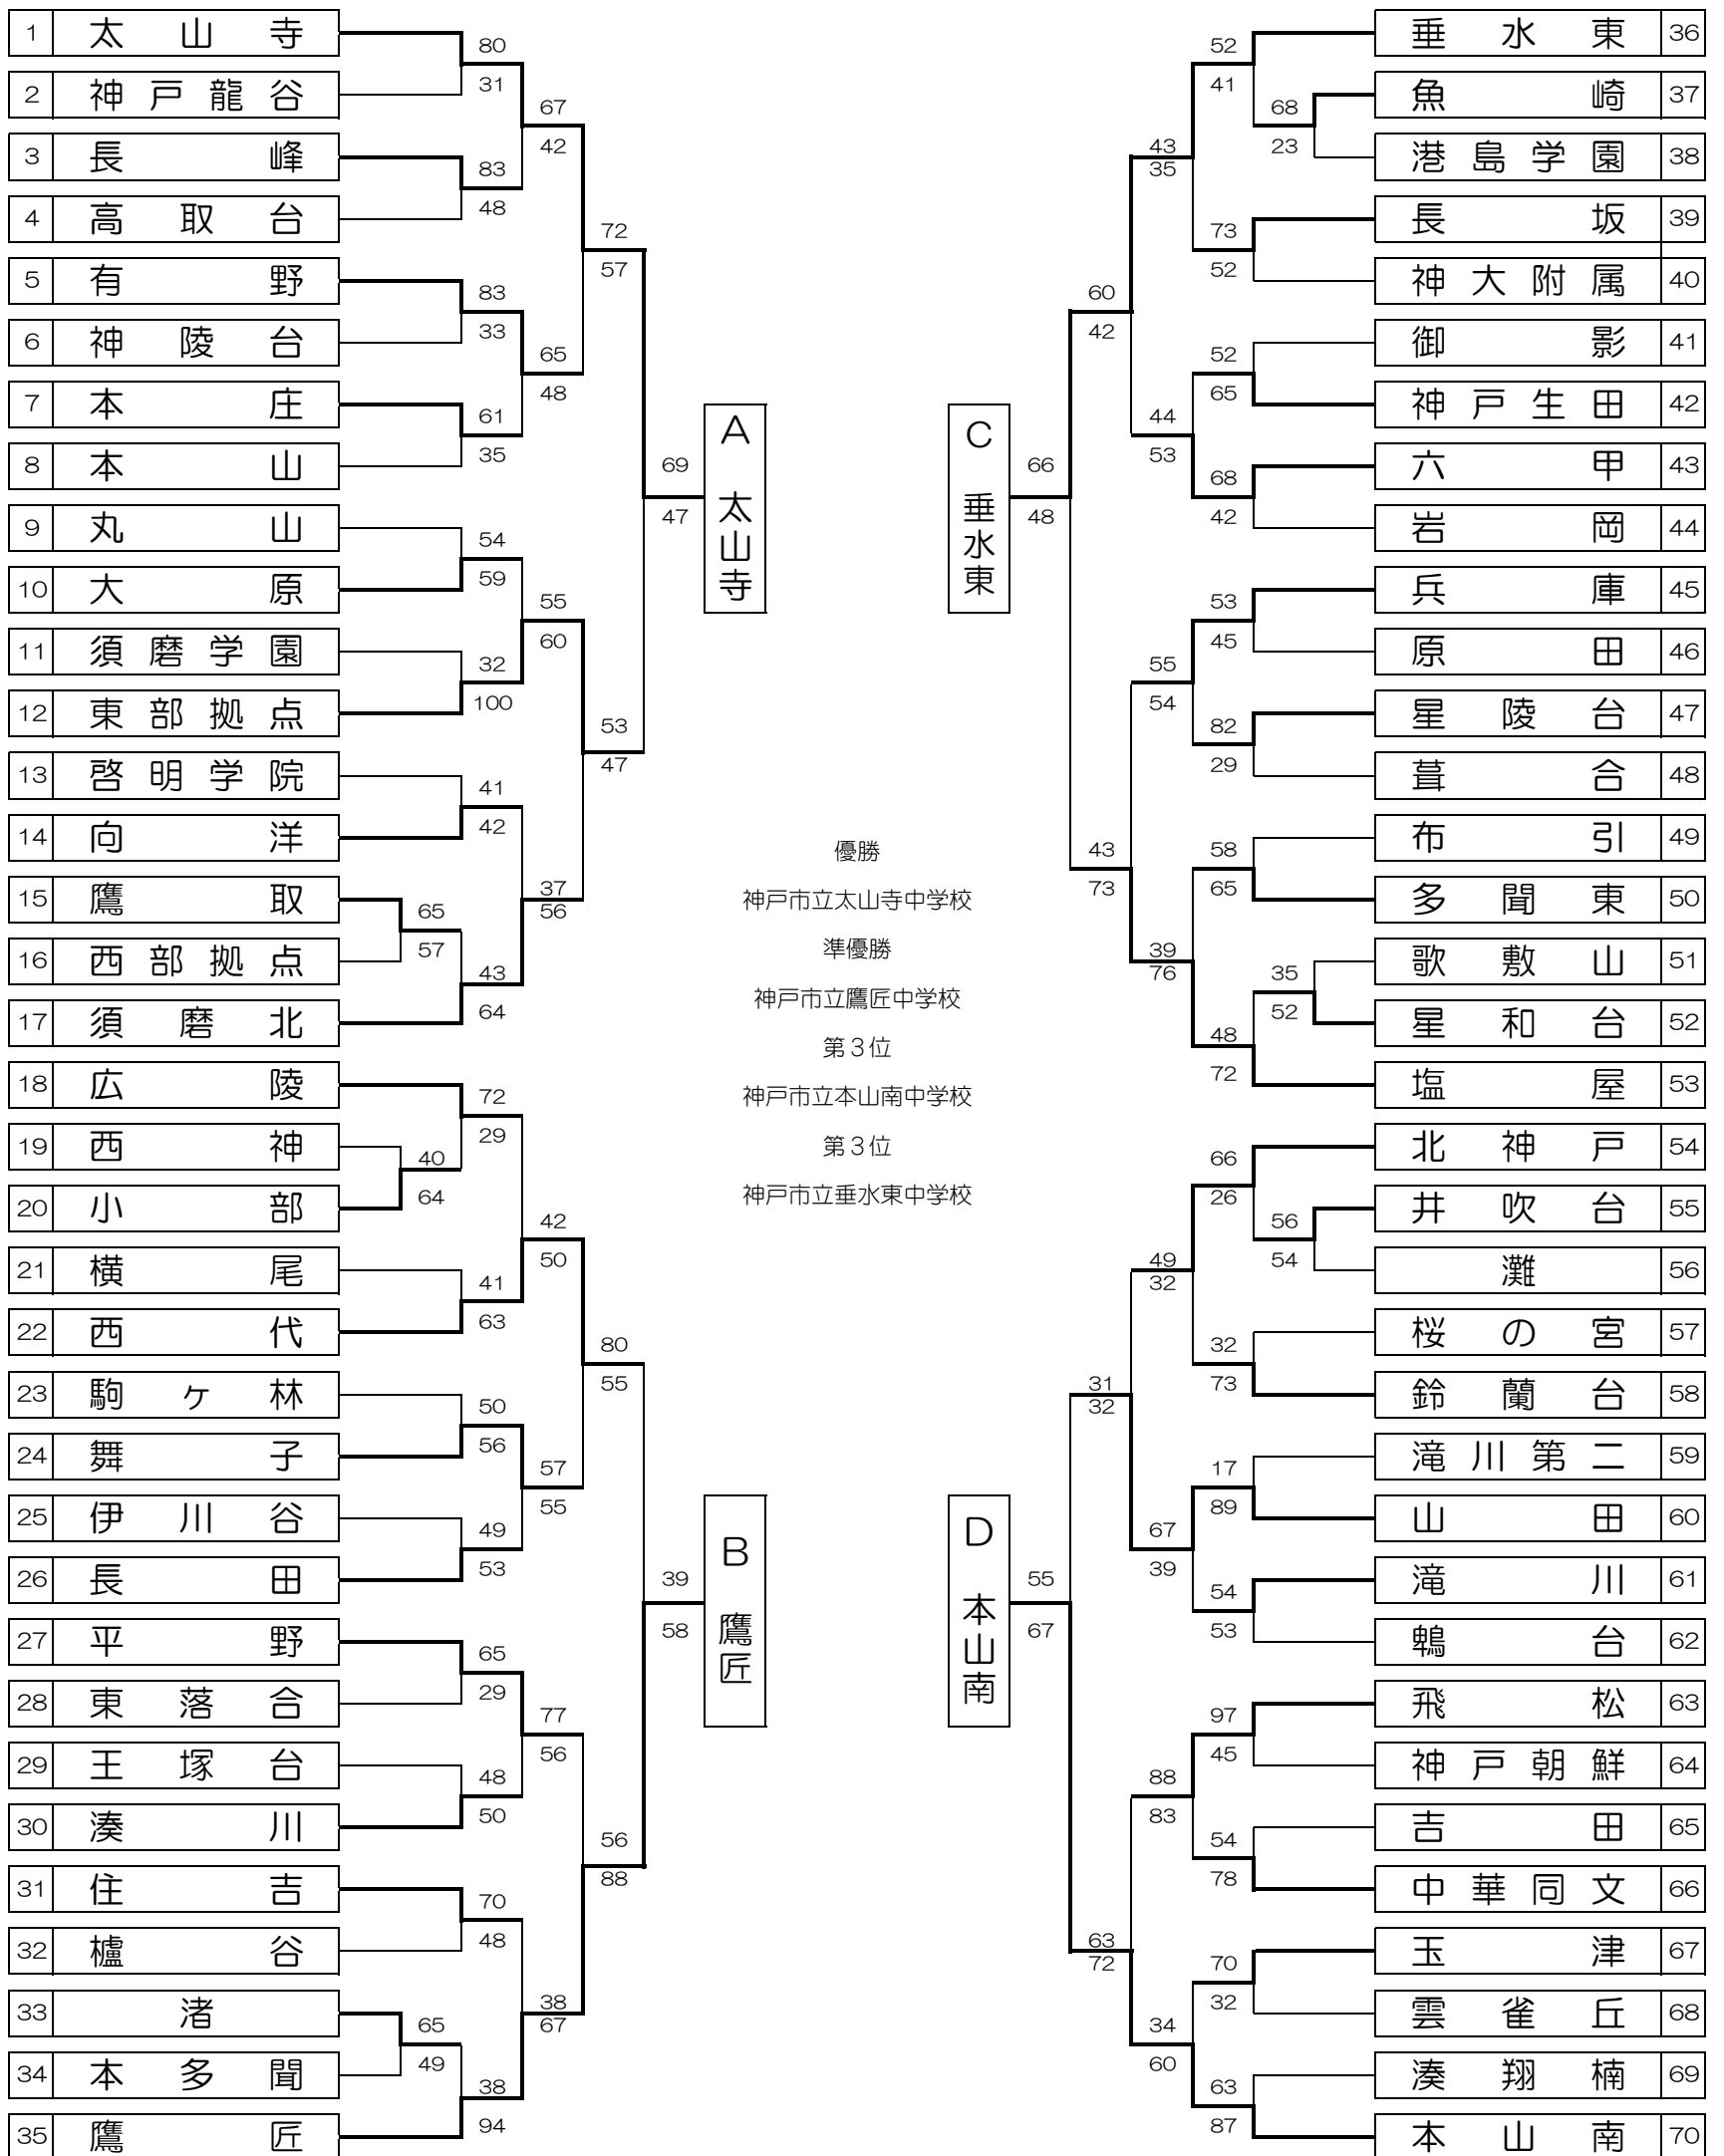 1 太山寺
2 神戸龍谷
3 長峰
4 高取台
5 有野
6 神陵台
7 本庄
8 本山
9 丸山
10 大原
11 須磨学園
12 東部拠点
13 啓明学院
14 向洋
15 鷹取
16 西部拠点
17 須磨北
18 広陵
19 西神
20 小部
21 横尾
22 西代
23 駒ヶ林
24 舞子
25 伊川谷
26 長田
27 平野
28 東落合
29 王塚台
30 湊川
31 住吉
32 櫨谷
33 渚
34 本多聞
35 鷹匠
65
57
40
64
65
49
80
31
83
48
83
33
61
35
54
59
32
100
41
42
43
64
72
29
41
63
50
56
49
53
65
29
48
50
70
48
38
94
67
42
65
48
55
60
37
56
42
50
57
55
77
56
38
67
72
57
53
47
80
55
56
88
69
47
39
58
A 太山寺
B 鷹匠
優勝
神戸市立太山寺中学校
準優勝
神戸市立鷹匠中学校
第3位
神戸市立本山南中学校
第3位
神戸市立垂水東中学校
C 垂水東
D 本山南
66
48
55
67
60
42
43
73
31
32
63
72
43
35
44
53
55
54
39
76
49
32
67
39
88
83
34
60
52
41
73
52
52
65
68
42
53
45
82
29
58
65
48
72
66
26
32
73
17
89
54
53
97
45
54
78
70
32
63
87
68
23
35
52
56
54
垂水東 36
魚崎 37
港島学園 38
長坂 39
神大附属 40
御影 41
神戸生田 42
六甲 43
岩岡 44
兵庫 45
原田 46
星陵台 47
葺合 48
布引 49
多聞東 50
歌敷山 51
星和台 52
塩屋 53
北神戸 54
井吹台 55
灘 56
桜の宮 57
鈴蘭台 58
滝川第二 59
山田 60
滝川 61
鵯台 62
飛松 63
神戸朝鮮 64
吉田 65
中華同文 66
玉津 67
雲雀丘 68
湊翔楠 69
本山南 70